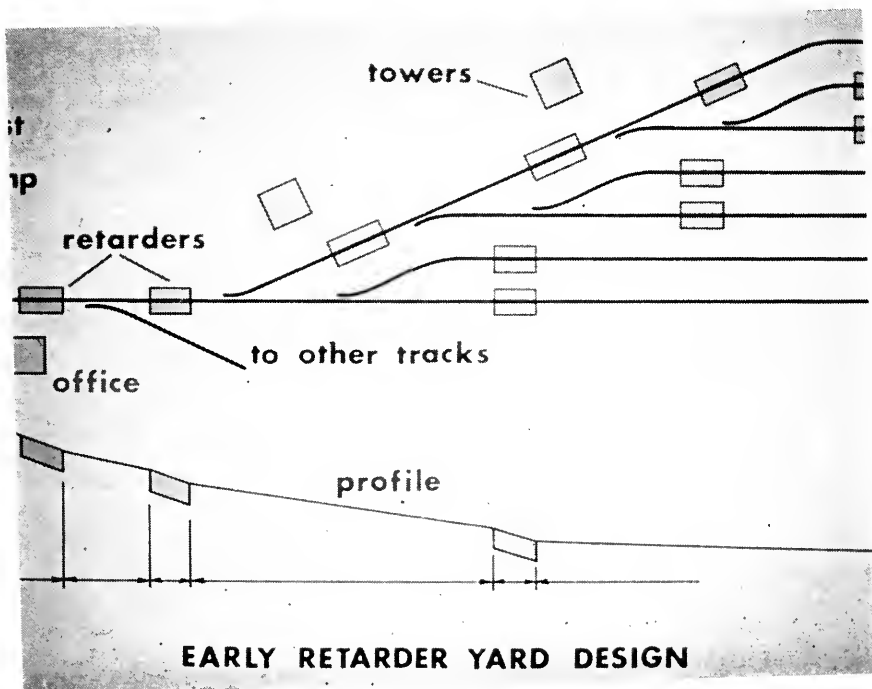 towers
retarders
to other tracks
office
profile
EARLY RETARDER YARD DESIGN